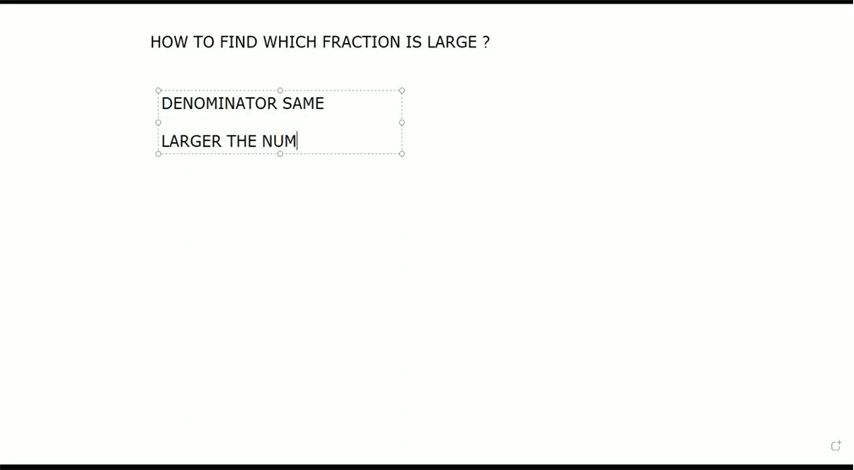 HOW TO FIND WHICH FRACTION IS LARGE ?
DENOMINATOR SAME
LARGER THE NUM